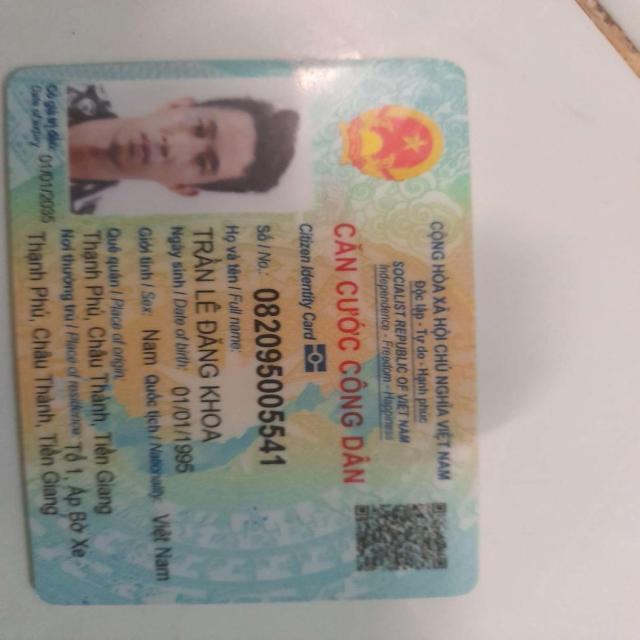 CỘNG HÒA XÃ HỘI CHỦ NGHĨA VIỆT NAM
Độc lập - Tự do - Hạnh phúc
SOCIALIST REPUBLIC OF VIET NAM
Independence - Freedom - Happiness
CĂN CƯỚC CÔNG DÂN
Citizen Identity Card
Số / No.: 082095005541
Họ và tên / Full name:
TRẦN LÊ ĐĂNG KHOA
Ngày sinh / Date of birth: 01/01/1995
Giới tính / Sex: Nam Quốc tịch / Nationality: Việt Nam
Quê quán / Place of origin:
Thạnh Phú, Châu Thành, Tiền Giang
Nơi thường trú / Place of residence: Tổ 1, Ấp Bờ Xe
Thạnh Phú, Châu Thành, Tiền Giang
Có giá trị đến: 01/01/2035
Date of expiry